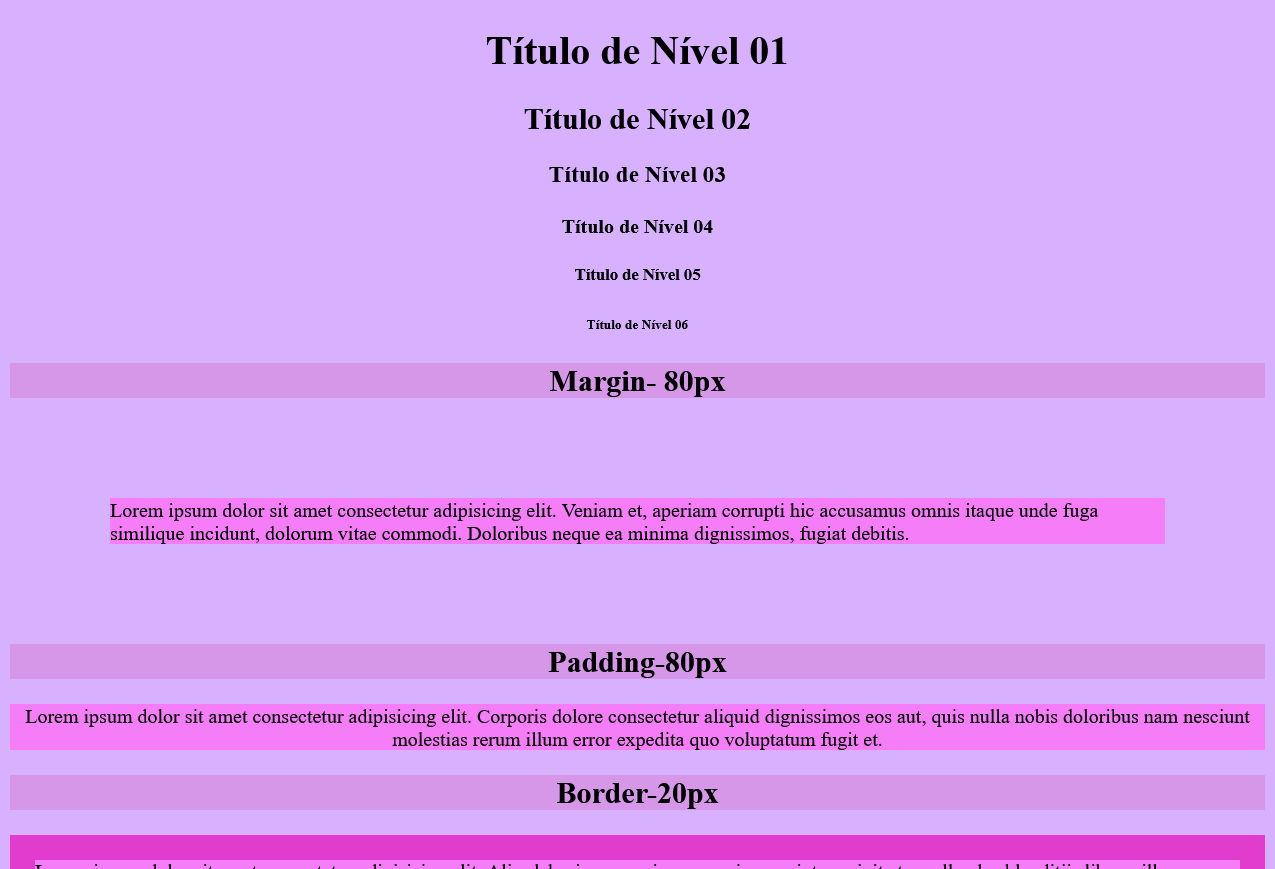 Título de Nível 01
Título de Nível 02
Título de Nível 03
Título de Nível 04
Título de Nível 05
Título de Nível 06
Margin- 80px
Lorem ipsum dolor sit amet consectetur adipisicing elit. Veniam et, aperiam corrupti hic accusamus omnis itaque unde fuga
similique incidunt, dolorum vitae commodi. Doloribus neque ea minima dignissimos, fugiat debitis.
Padding-80px
Lorem ipsum dolor sit amet consectetur adipisicing elit. Corporis dolore consectetur aliquid dignissimos eos aut, quis nulla nobis doloribus nam nesciunt
molestias rerum illum error expedita quo voluptatum fugit et.
Border-20px